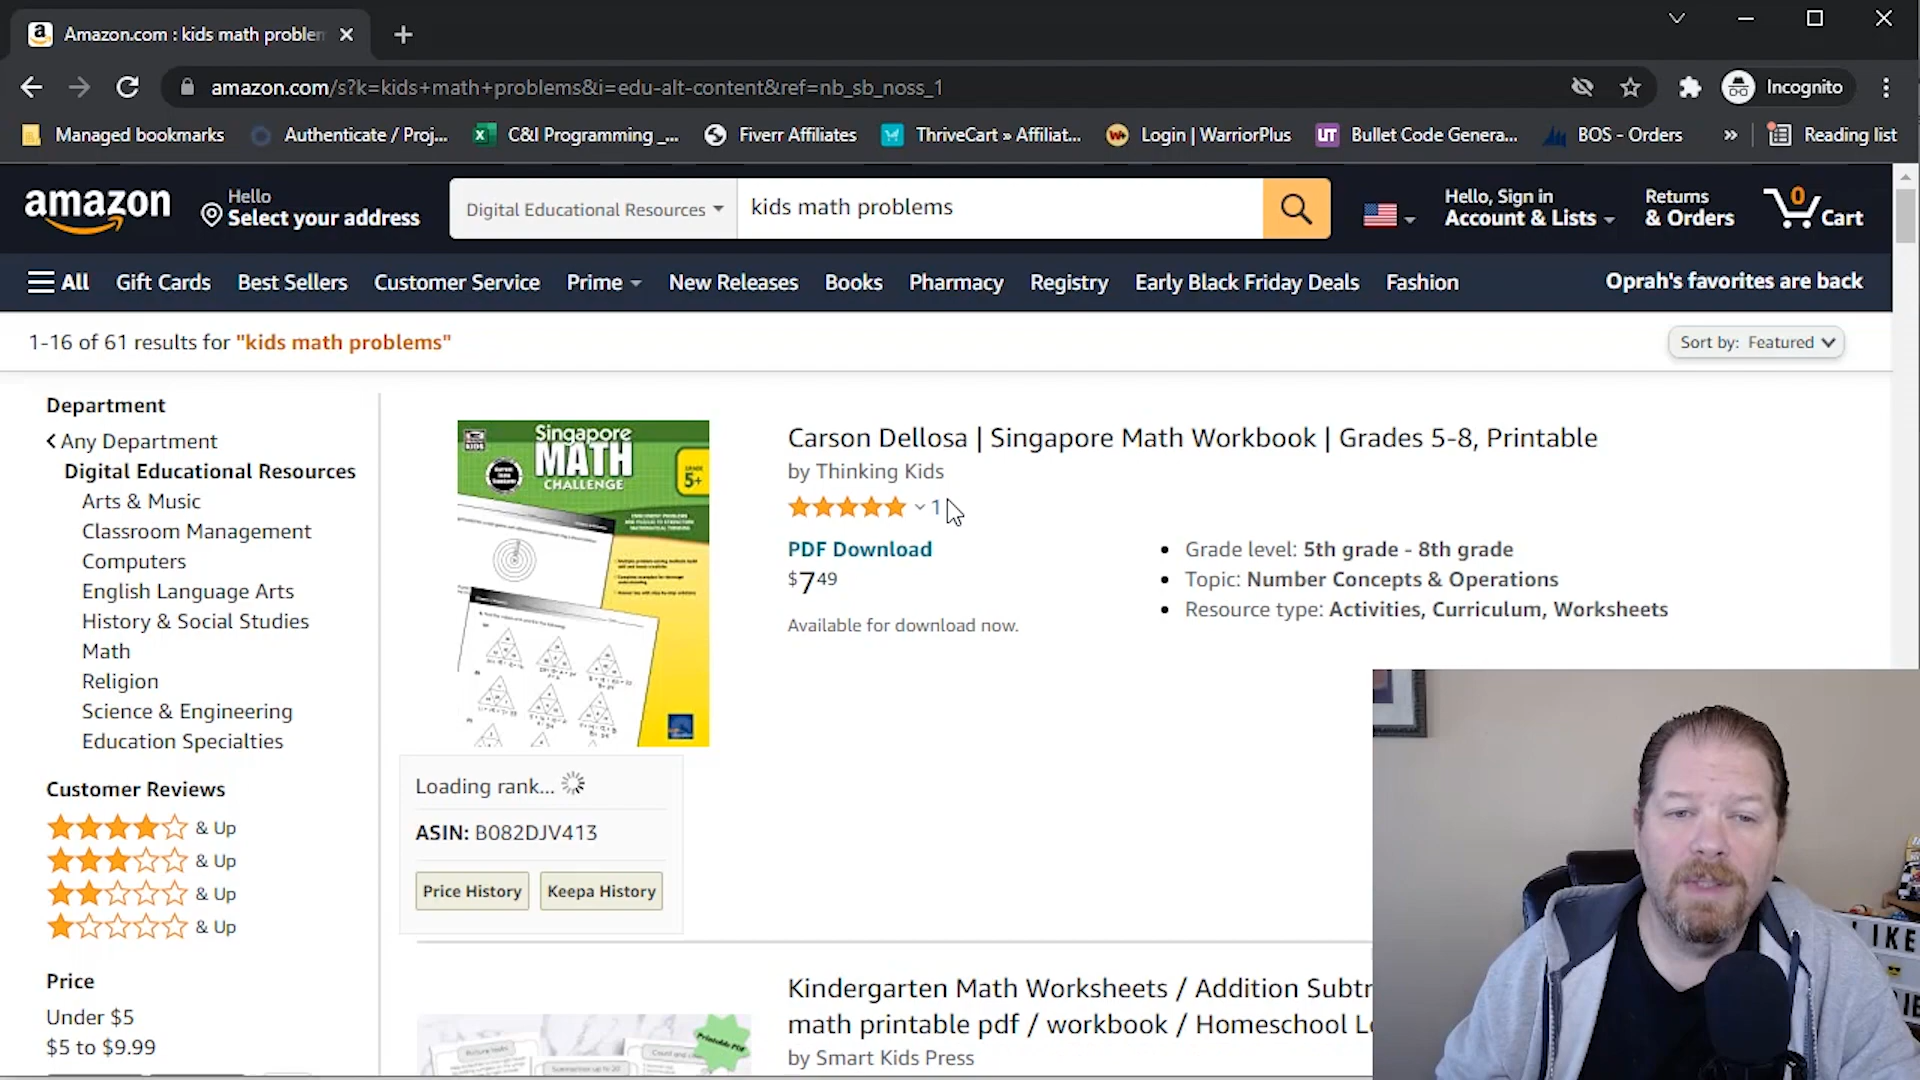 Amazon.com : kids math problem
amazon.com/s?k=kids+math+problems&i=edu-alt-content&ref=nb_sb_noss_1
Incognito
Managed bookmarks
Authenticate / Proj...
C&I Programming _...
Fiverr Affiliates
ThriveCart » Affiliat...
Login | WarriorPlus
UT
Bullet Code Genera...
BOS - Orders
»
Reading list
amazon
Hello
Select your address
Digital Educational Resources
kids math problems
Hello, Sign in
Account & Lists
Returns
& Orders
0
Cart
All
Gift Cards
Best Sellers
Customer Service
Prime
New Releases
Books
Pharmacy
Registry
Early Black Friday Deals
Fashion
Oprah's favorites are back
1-16 of 61 results for "kids math problems"
Sort by: Featured
Department
Any Department
Digital Educational Resources
Arts & Music
Classroom Management
Computers
English Language Arts
History & Social Studies
Math
Religion
Science & Engineering
Education Specialties
Customer Reviews
& Up
& Up
& Up
& Up
Price
Under $5
$5 to $9.99
Singapore
MATH
CHALLENGE
GRADE
5+
Carson Dellosa | Singapore Math Workbook | Grades 5-8, Printable
by Thinking Kids
1
PDF Download
$7 49
Available for download now.
Grade level: 5th grade - 8th grade
Topic: Number Concepts & Operations
Resource type: Activities, Curriculum, Worksheets
Loading rank...
ASIN: B082DJV413
Price History
Keepa History
Printable PDF
Kindergarten Math Worksheets / Addition Subtr
math printable pdf / workbook / Homeschool L
by Smart Kids Press
LIKE